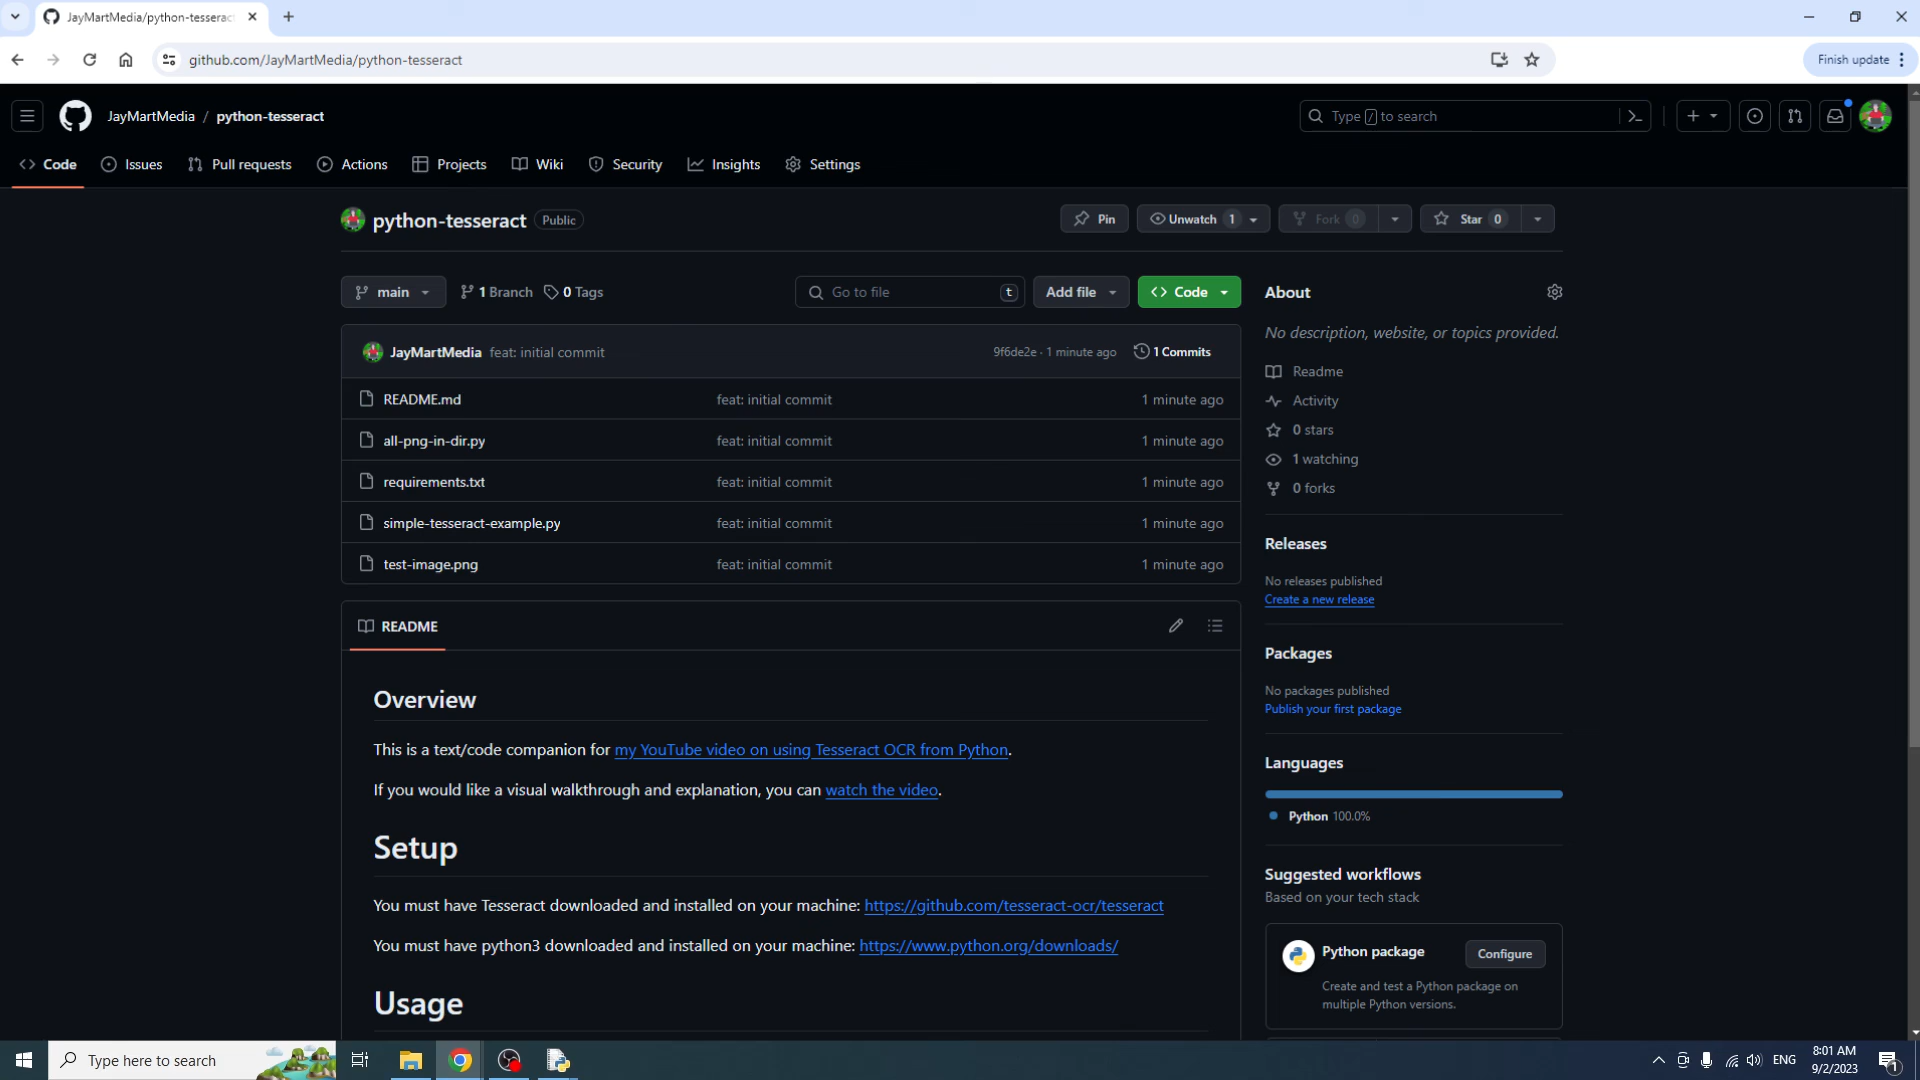 JayMartMedia/python-tesserac
github.com/JayMartMedia/python-tesseract
Finish update
JayMartMedia / python-tesseract
Type / to search
Code Issues Pull requests Actions Projects Wiki Security Insights Settings
python-tesseract Public
Pin Unwatch 1 Fork 0 Star 0
main 1 Branch 0 Tags Go to file t Add file Code
JayMartMedia feat: initial commit 9f6de2e · 1 minute ago 1 Commits
README.md feat: initial commit 1 minute ago
all-png-in-dir.py feat: initial commit 1 minute ago
requirements.txt feat: initial commit 1 minute ago
simple-tesseract-example.py feat: initial commit 1 minute ago
test-image.png feat: initial commit 1 minute ago
README
Overview
This is a text/code companion for my YouTube video on using Tesseract OCR from Python.
If you would like a visual walkthrough and explanation, you can watch the video.
Setup
You must have Tesseract downloaded and installed on your machine: https://github.com/tesseract-ocr/tesseract
You must have python3 downloaded and installed on your machine: https://www.python.org/downloads/
Usage
About
No description, website, or topics provided.
Readme
Activity
0 stars
1 watching
0 forks
Releases
No releases published
Create a new release
Packages
No packages published
Publish your first package
Languages
Python 100.0%
Suggested workflows
Based on your tech stack
Python package Configure
Create and test a Python package on
multiple Python versions.
Type here to search
ENG
8:01 AM
9/2/2023
1